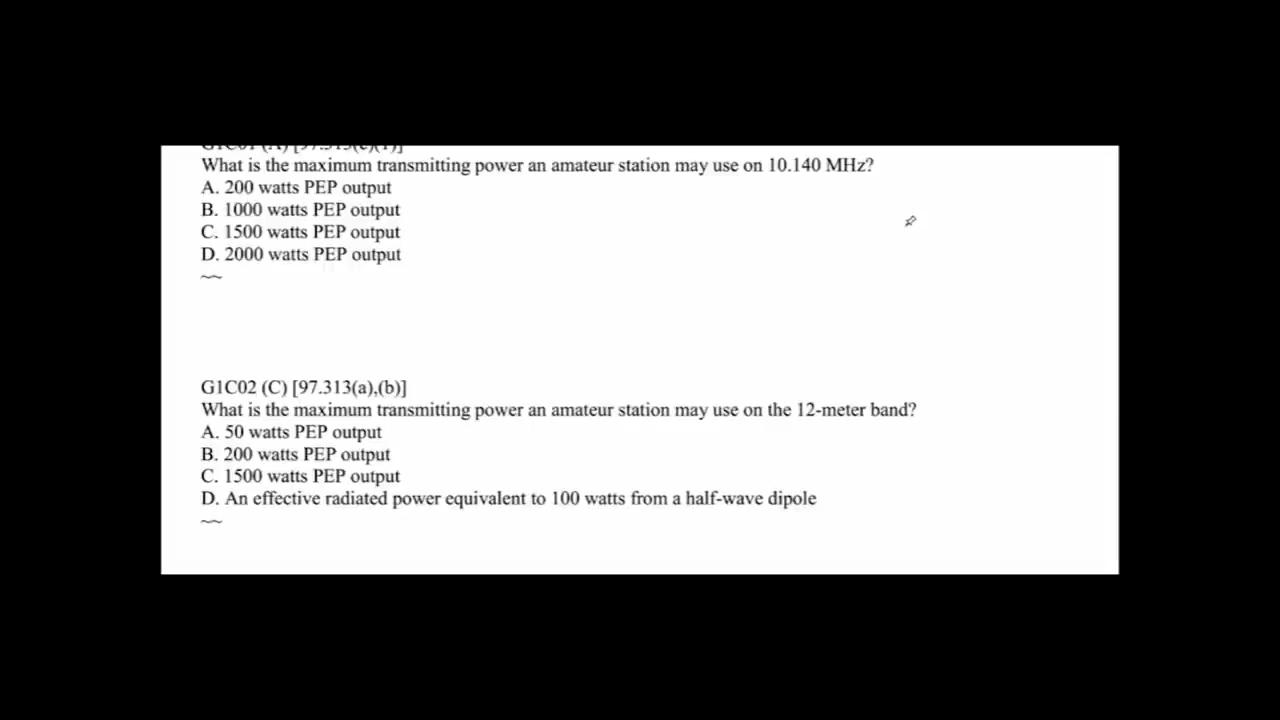 What is the maximum transmitting power an amateur station may use on 10.140 MHz?
A. 200 watts PEP output
B. 1000 watts PEP output
C. 1500 watts PEP output
D. 2000 watts PEP output
~~
G1C02 (C) [97.313(a),(b)]
What is the maximum transmitting power an amateur station may use on the 12-meter band?
A. 50 watts PEP output
B. 200 watts PEP output
C. 1500 watts PEP output
D. An effective radiated power equivalent to 100 watts from a half-wave dipole
~~